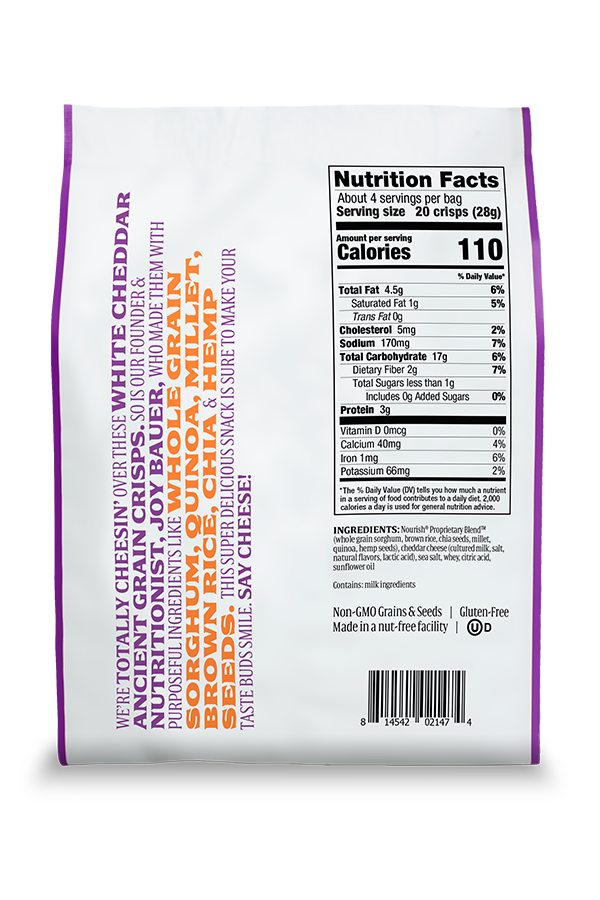 WE'RE TOTALLY CHEESIN' OVER THESE WHITE CHEDDAR
ANCIENT GRAIN CRISPS. SO IS OUR FOUNDER &
NUTRITIONIST, JOY BAUER, WHO MADE THEM WITH
PURPOSEFUL INGREDIENTS LIKE WHOLE GRAIN
SORGHUM, QUINOA, MILLET,
BROWN RICE, CHIA & HEMP
SEEDS. THIS SUPER DELICIOUS SNACK IS SURE TO MAKE YOUR
TASTE BUDS SMILE. SAY CHEESE!
Nutrition Facts
About 4 servings per bag
Serving size 20 crisps (28g)
Amount per serving
Calories 110
% Daily Value*
Total Fat 4.5g 6%
Saturated Fat 1g 5%
Trans Fat 0g
Cholesterol 5mg 2%
Sodium 170mg 7%
Total Carbohydrate 17g 6%
Dietary Fiber 2g 7%
Total Sugars less than 1g
Includes 0g Added Sugars 0%
Protein 3g
Vitamin D 0mcg 0%
Calcium 40mg 4%
Iron 1mg 6%
Potassium 66mg 2%
*The % Daily Value (DV) tells you how much a nutrient
in a serving of food contributes to a daily diet. 2,000
calories a day is used for general nutrition advice.
INGREDIENTS: Nourish® Proprietary Blend™
(whole grain sorghum, brown rice, chia seeds, millet,
quinoa, hemp seeds), cheddar cheese (cultured milk, salt,
natural flavors, lactic acid), sea salt, whey, citric acid,
sunflower oil
Contains: milk ingredients
Non-GMO Grains & Seeds | Gluten-Free
Made in a nut-free facility | U D
8 14542 02147 4